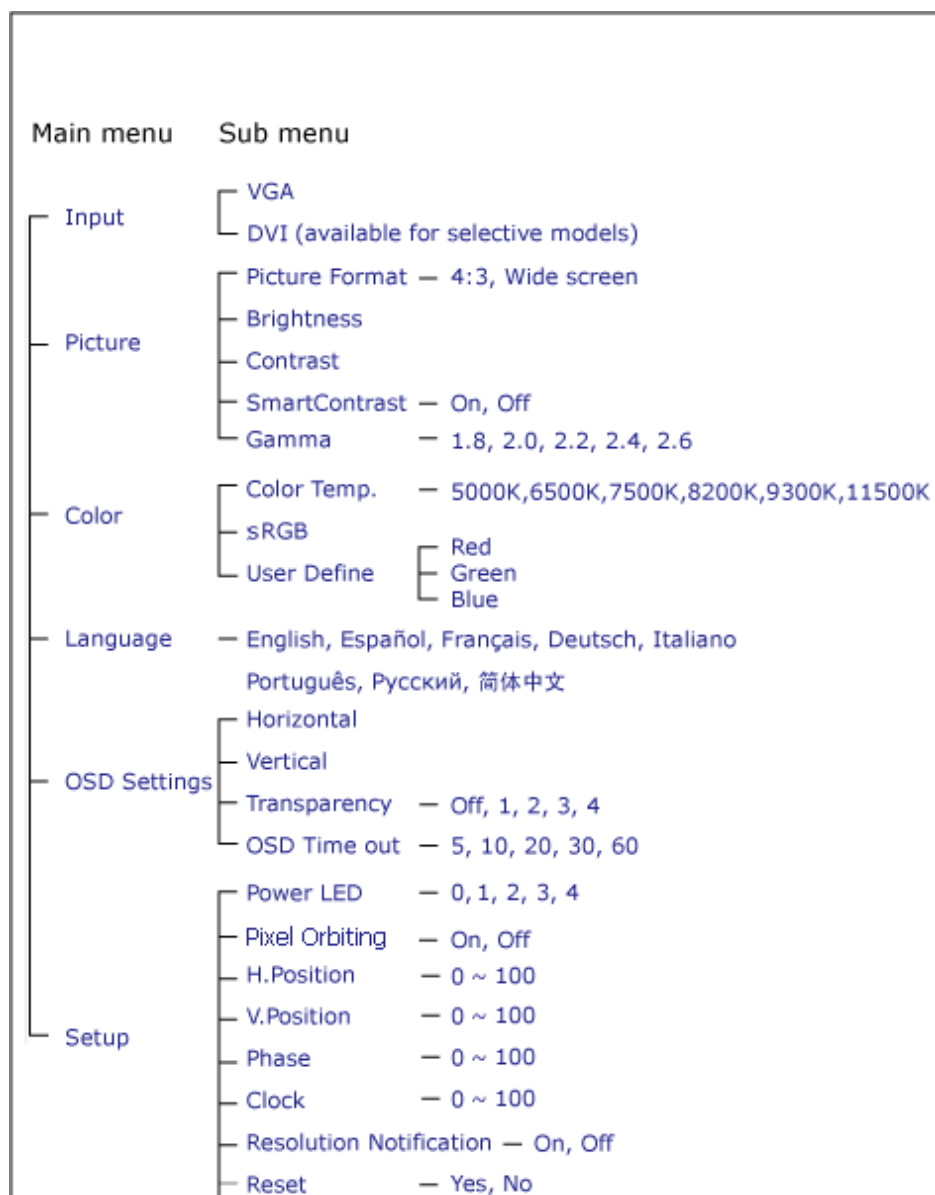 Main menu Sub menu
Input
VGA
DVI (available for selective models)
Picture
Picture Format — 4:3, Wide screen
Brightness
Contrast
SmartContrast — On, Off
Gamma — 1.8, 2.0, 2.2, 2.4, 2.6
Color
Color Temp. — 5000K,6500K,7500K,8200K,9300K,11500K
sRGB
User Define
Red
Green
Blue
Language — English, Español, Français, Deutsch, Italiano
Português, Русский, 简体中文
OSD Settings
Horizontal
Vertical
Transparency — Off, 1, 2, 3, 4
OSD Time out — 5, 10, 20, 30, 60
Setup
Power LED — 0, 1, 2, 3, 4
Pixel Orbiting — On, Off
H.Position — 0 ~ 100
V.Position — 0 ~ 100
Phase — 0 ~ 100
Clock — 0 ~ 100
Resolution Notification — On, Off
Reset — Yes, No